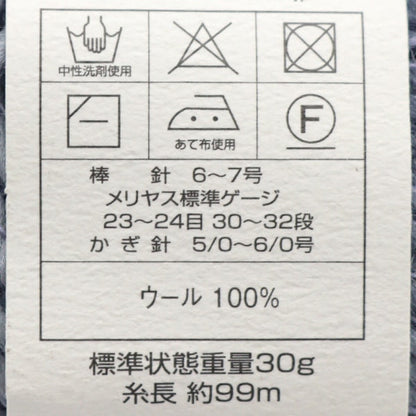 中性洗剤使用
あて布使用
F
棒 針 6〜7号
メリヤス標準ゲージ
23〜24目 30〜32段
かぎ針 5/0〜6/0号
ウール 100%
標準状態重量30g
糸長 約99m